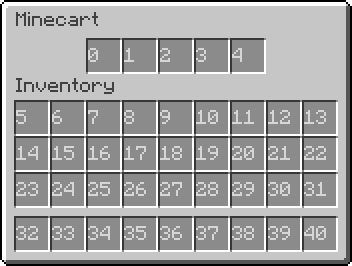 Minecart
0 1 2 3 4
Inventory
5 6 7 8 9 10 11 12 13
14 15 16 17 18 19 20 21 22
23 24 25 26 27 28 29 30 31
32 33 34 35 36 37 38 39 40